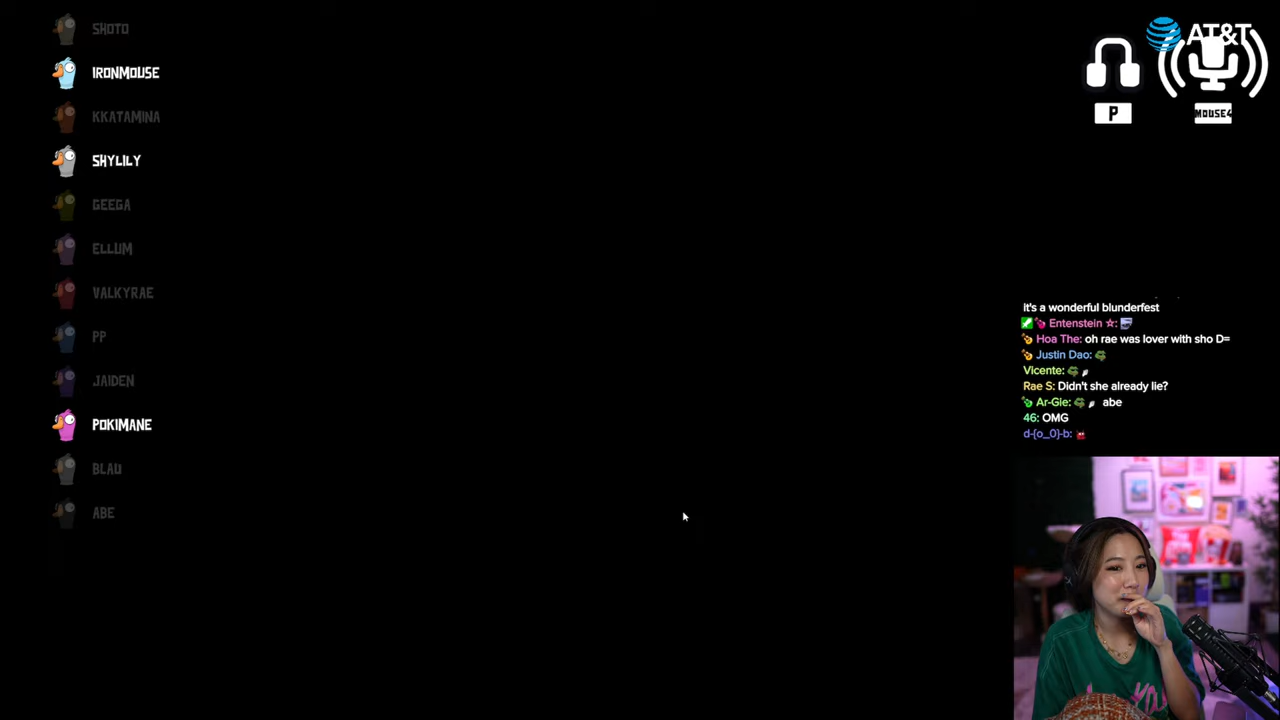 SHOTO
IRONMOUSE
KKATAMINA
SHYLILY
GEEGA
ELLUM
VALKYRAE
PP
JAIDEN
POKIMANE
BLAU
ABE
AT&T
P
MOUSE4
it's a wonderful blunderfest
Entenstein ☆:
Hoa The: oh rae was lover with sho D=
Justin Dao:
Vicente:
Rae S: Didn't she already lie?
Ar-Gie: abe
46: OMG
d-{o_0}-b: